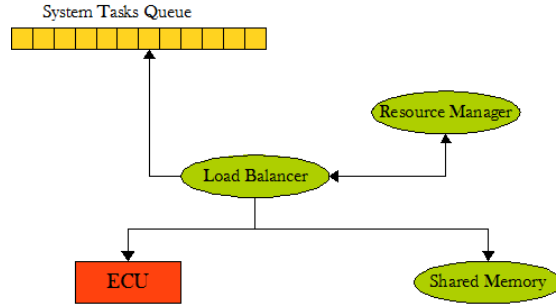 System Tasks Queue
Resource Manager
Load Balancer
ECU
Shared Memory